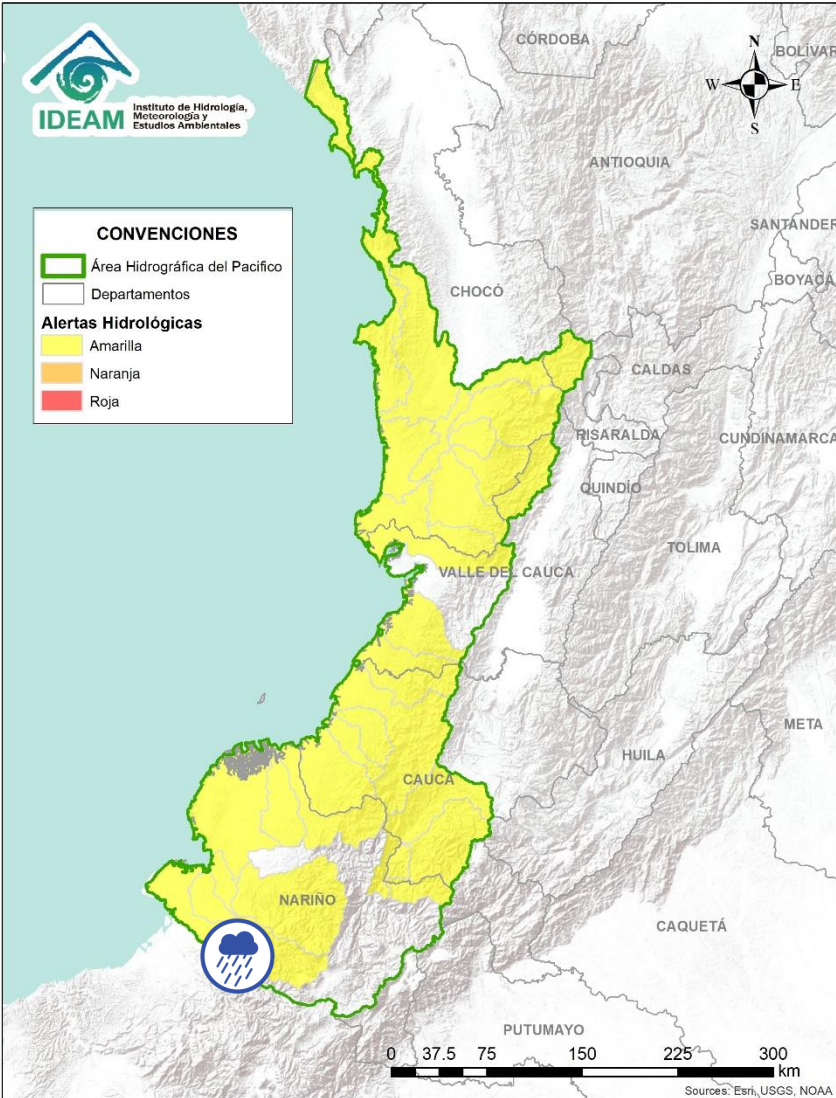 IDEAM
Instituto de Hidrología,
Meteorología y
Estudios Ambientales
CONVENCIONES
Área Hidrográfica del Pacifico
Departamentos
Alertas Hidrológicas
Amarilla
Naranja
Roja
N
W
E
S
CÓRDOBA
BOLÍVAR
ANTIOQUIA
SANTANDER
BOYACÁ
CHOCÓ
CALDAS
RISARALDA
CUNDINAMARCA
QUINDÍO
TOLIMA
VALLE DEL CAUCA
META
HUILA
CAUCA
NARIÑO
CAQUETÁ
PUTUMAYO
0 37.5 75 150 225 300
km
Sources: Esri, USGS, NOAA